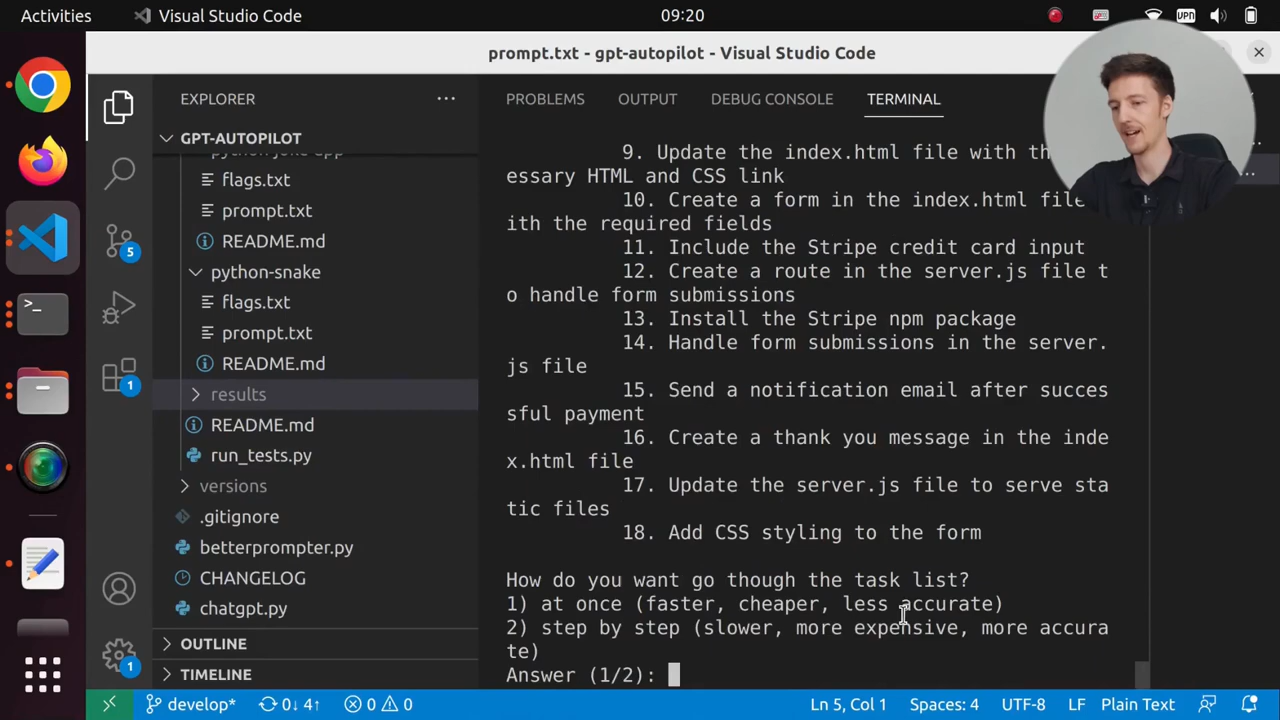 Activities
Visual Studio Code
09:20
VPN
prompt.txt - gpt-autopilot - Visual Studio Code
EXPLORER
GPT-AUTOPILOT
flags.txt
prompt.txt
README.md
python-snake
flags.txt
prompt.txt
README.md
results
README.md
run_tests.py
versions
.gitignore
betterprompter.py
CHANGELOG
chatgpt.py
OUTLINE
TIMELINE
5
1
1
PROBLEMS
OUTPUT
DEBUG CONSOLE
TERMINAL
9. Update the index.html file with th
essary HTML and CSS link
10. Create a form in the index.html file
ith the required fields
11. Include the Stripe credit card input
12. Create a route in the server.js file t
o handle form submissions
13. Install the Stripe npm package
14. Handle form submissions in the server.
js file
15. Send a notification email after succes
sful payment
16. Create a thank you message in the inde
x.html file
17. Update the server.js file to serve sta
tic files
18. Add CSS styling to the form
How do you want go though the task list?
1) at once (faster, cheaper, less accurate)
2) step by step (slower, more expensive, more accura
te)
Answer (1/2):
develop*
0↓ 4↑
0
0
Ln 5, Col 1
Spaces: 4
UTF-8
LF
Plain Text